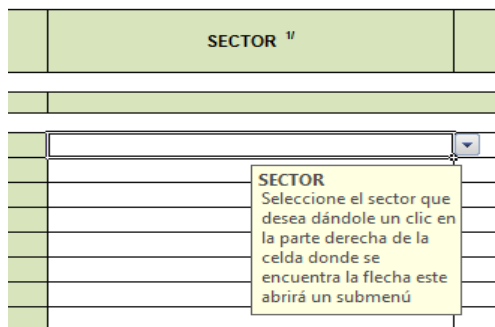 SECTOR 1/
SECTOR
Seleccione el sector que
desea dándole un clic en
la parte derecha de la
celda donde se
encuentra la flecha este
abrirá un submenú